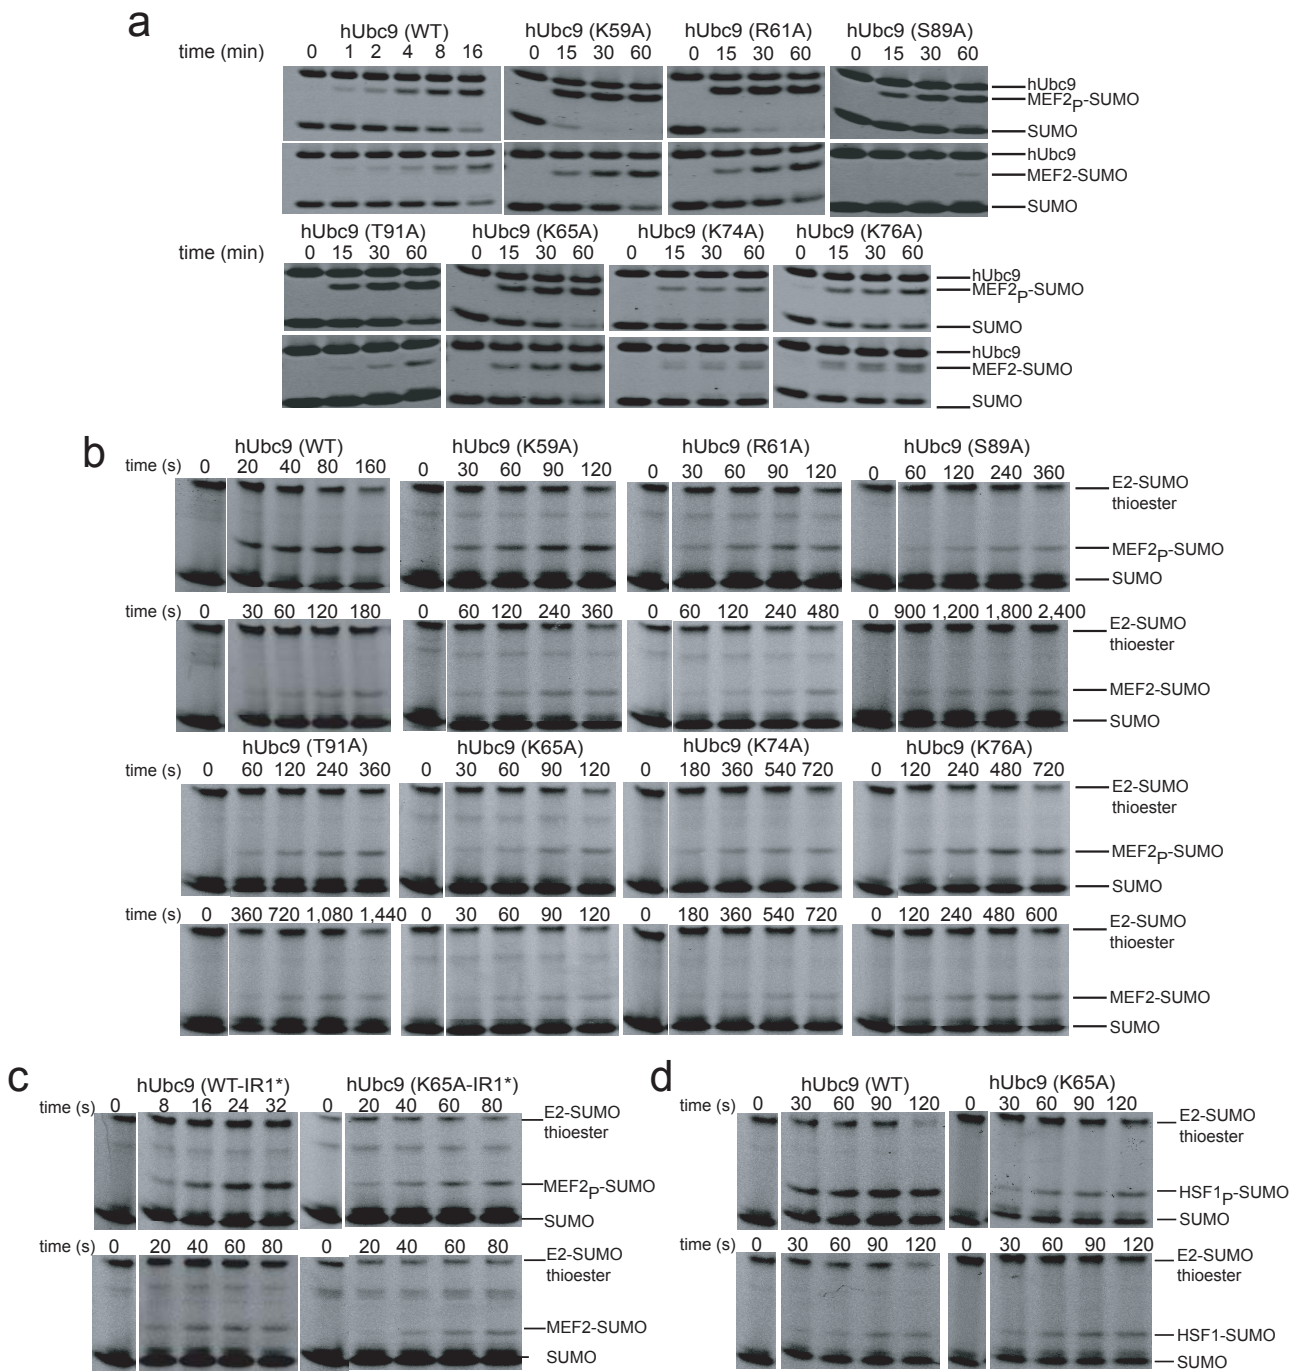 a
hUbc9 (WT) hUbc9 (K59A) hUbc9 (R61A) hUbc9 (S89A)
time (min) 0 1 2 4 8 16 0 15 30 60 0 15 30 60 0 15 30 60
hUbc9
MEF2P-SUMO
SUMO
hUbc9
MEF2-SUMO
SUMO
hUbc9 (T91A) hUbc9 (K65A) hUbc9 (K74A) hUbc9 (K76A)
time (min) 0 15 30 60 0 15 30 60 0 15 30 60 0 15 30 60
hUbc9
MEF2P-SUMO
SUMO
hUbc9
MEF2-SUMO
SUMO
b
hUbc9 (WT) hUbc9 (K59A) hUbc9 (R61A) hUbc9 (S89A)
time (s) 0 20 40 80 160 0 30 60 90 120 0 30 60 90 120 0 60 120 240 360
E2-SUMO
thioester
MEF2P-SUMO
SUMO
time (s) 0 30 60 120 180 0 60 120 240 360 0 60 120 240 480 0 900 1,200 1,800 2,400
E2-SUMO
thioester
MEF2-SUMO
SUMO
hUbc9 (T91A) hUbc9 (K65A) hUbc9 (K74A) hUbc9 (K76A)
time (s) 0 60 120 240 360 0 30 60 90 120 0 180 360 540 720 0 120 240 480 720
E2-SUMO
thioester
MEF2P-SUMO
SUMO
time (s) 0 360 720 1,080 1,440 0 30 60 90 120 0 180 360 540 720 0 120 240 480 600
E2-SUMO
thioester
MEF2-SUMO
SUMO
c
hUbc9 (WT-IR1*) hUbc9 (K65A-IR1*)
time (s) 0 8 16 24 32 0 20 40 60 80
E2-SUMO
thioester
MEF2P-SUMO
SUMO
time (s) 0 20 40 60 80 0 20 40 60 80
E2-SUMO
thioester
MEF2-SUMO
SUMO
d
hUbc9 (WT) hUbc9 (K65A)
time (s) 0 30 60 90 120 0 30 60 90 120
E2-SUMO
thioester
HSF1P-SUMO
SUMO
time (s) 0 30 60 90 120 0 30 60 90 120
E2-SUMO
thioester
HSF1-SUMO
SUMO